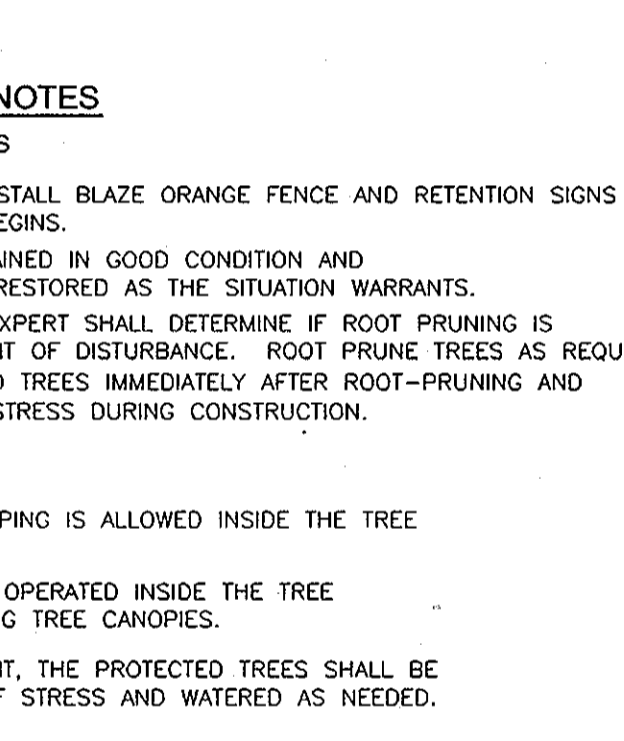 NOTES
S
STALL BLAZE ORANGE FENCE AND RETENTION SIGNS
EGINS.
AINED IN GOOD CONDITION AND
RESTORED AS THE SITUATION WARRANTS.
XPERT SHALL DETERMINE IF ROOT PRUNING IS
IT OF DISTURBANCE. ROOT PRUNE TREES AS REQU
D TREES IMMEDIATELY AFTER ROOT-PRUNING AND
STRESS DURING CONSTRUCTION.
PING IS ALLOWED INSIDE THE TREE
OPERATED INSIDE THE TREE
G TREE CANOPIES.
IT, THE PROTECTED TREES SHALL BE
F STRESS AND WATERED AS NEEDED.